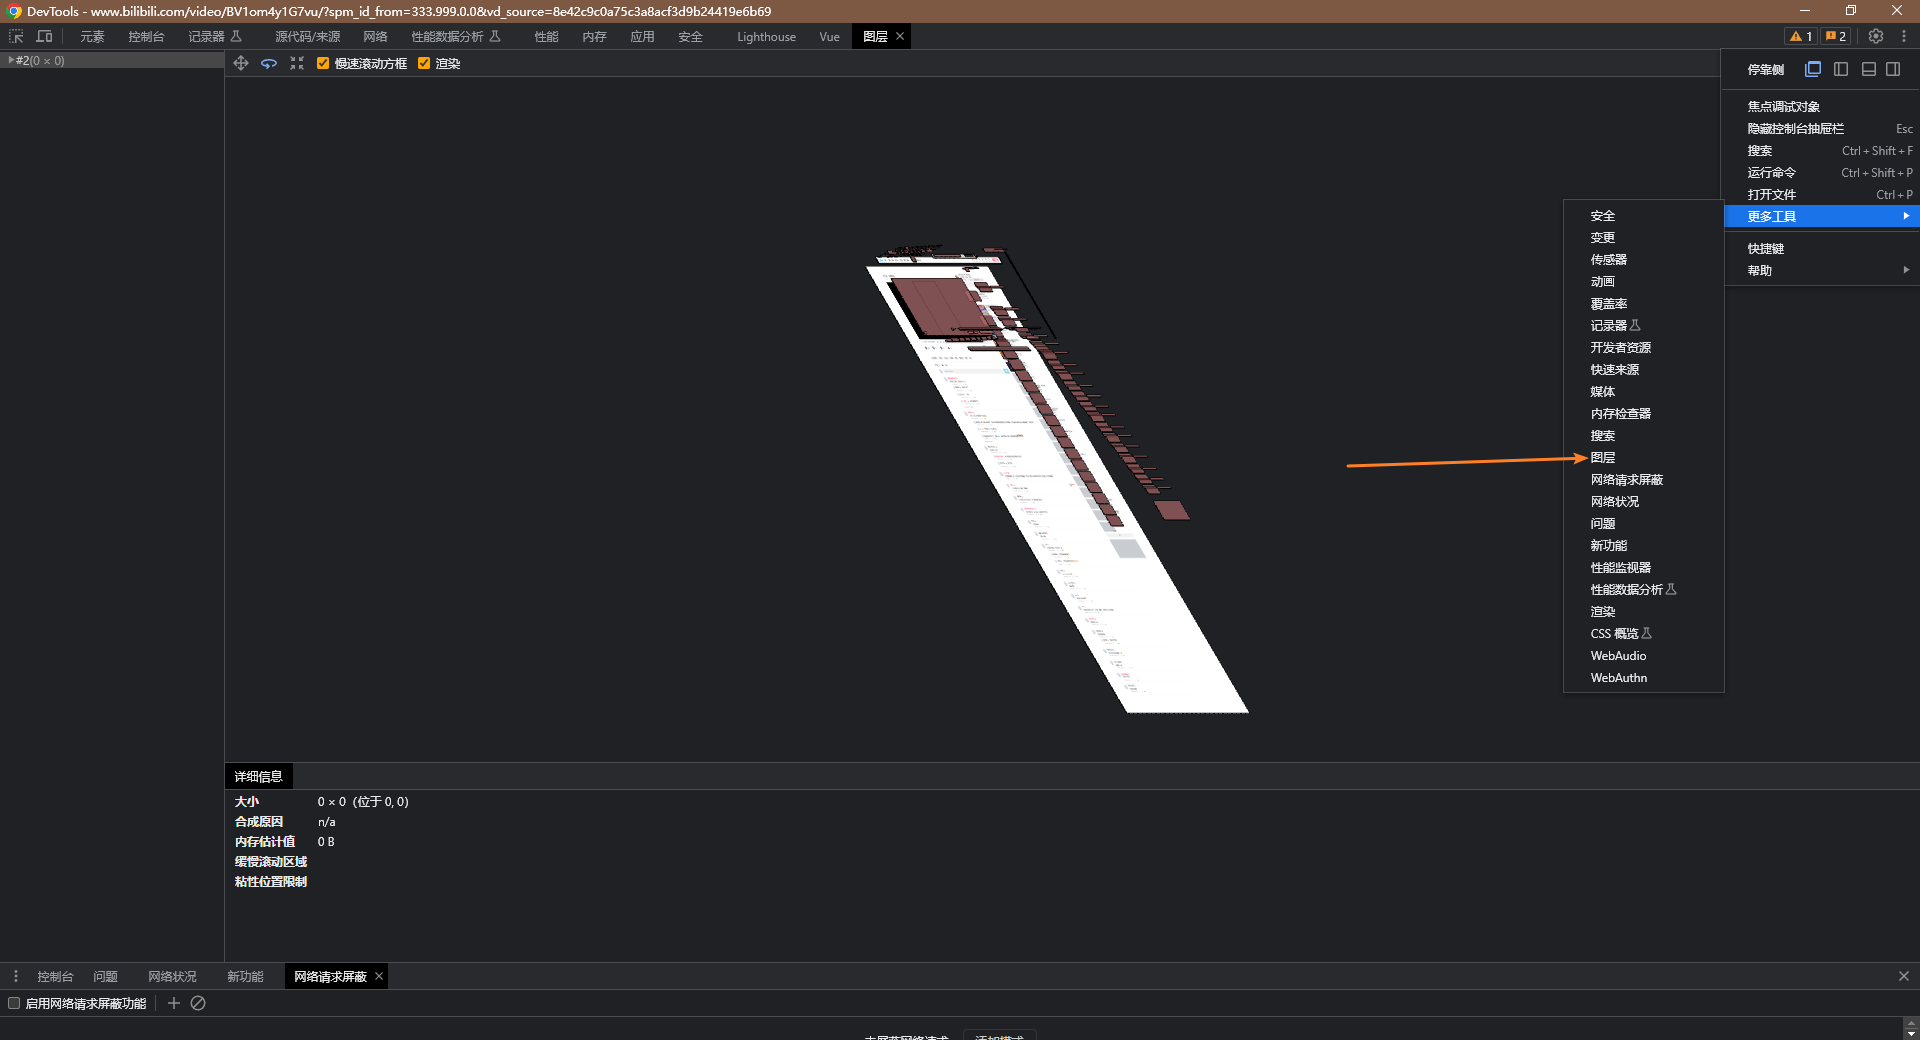 DevTools - www.bilibili.com/video/BV1om4y1G7vu/?spm_id_from=333.999.0.0&vd_source=8e42c9c0a75c3a8acf3d9b24419e6b69
元素 控制台 记录器 源代码/来源 网络 性能数据分析 性能 内存 应用 安全 Lighthouse Vue 图层 1 2
#2(0 × 0)
慢速滚动方框 渲染
停靠侧
焦点调试对象
隐藏控制台抽屉栏 Esc
搜索 Ctrl + Shift + F
运行命令 Ctrl + Shift + P
打开文件 Ctrl + P
更多工具
快捷键
帮助
安全
变更
传感器
动画
覆盖率
记录器
开发者资源
快速来源
媒体
内存检查器
搜索
图层
网络请求屏蔽
网络状况
问题
新功能
性能监视器
性能数据分析
渲染
CSS 概览
WebAudio
WebAuthn
详细信息
大小 0 × 0 (位于 0, 0)
合成原因 n/a
内存估计值 0 B
缓慢滚动区域
粘性位置限制
控制台 问题 网络状况 新功能 网络请求屏蔽
启用网络请求屏蔽功能